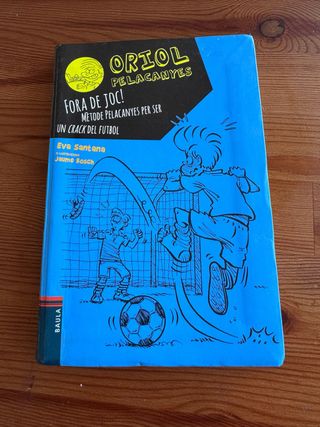 ORIOL
PELACANYES
FORA DE JOC!
MÈTODE PELACANYES PER SER
UN CRACK DEL FUTBOL
Eva Santana
Jaume Bosch
BAULA